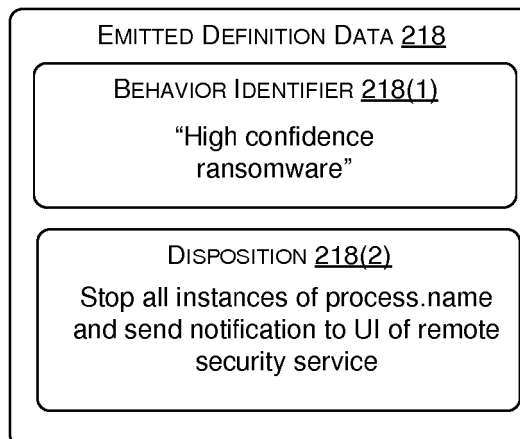 EMITTED DEFINITION DATA 218
BEHAVIOR IDENTIFIER 218(1)
“High confidence
ransomware”
DISPOSITION 218(2)
Stop all instances of process.name
and send notification to UI of remote
security service